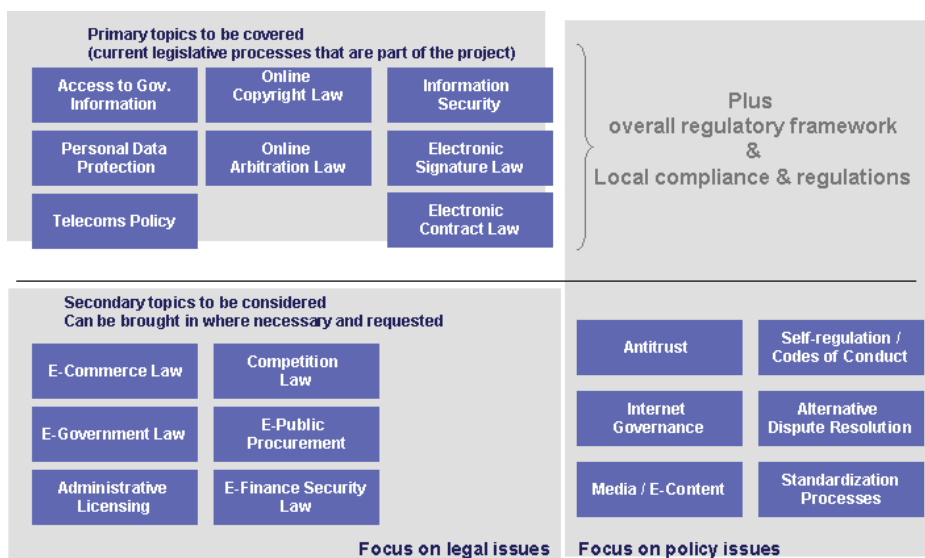 Primary topics to be covered
(current legislative processes that are part of the project)
Access to Gov.
Information
Online
Copyright Law
Information
Security
Personal Data
Protection
Online
Arbitration Law
Electronic
Signature Law
Telecoms Policy
Electronic
Contract Law
Plus
overall regulatory framework
&
Local compliance & regulations
Secondary topics to be considered
Can be brought in where necessary and requested
E-Commerce Law
Competition
Law
E-Government Law
E-Public
Procurement
Administrative
Licensing
E-Finance Security
Law
Focus on legal issues
Antitrust
Self-regulation /
Codes of Conduct
Internet
Governance
Alternative
Dispute Resolution
Media / E-Content
Standardization
Processes
Focus on policy issues